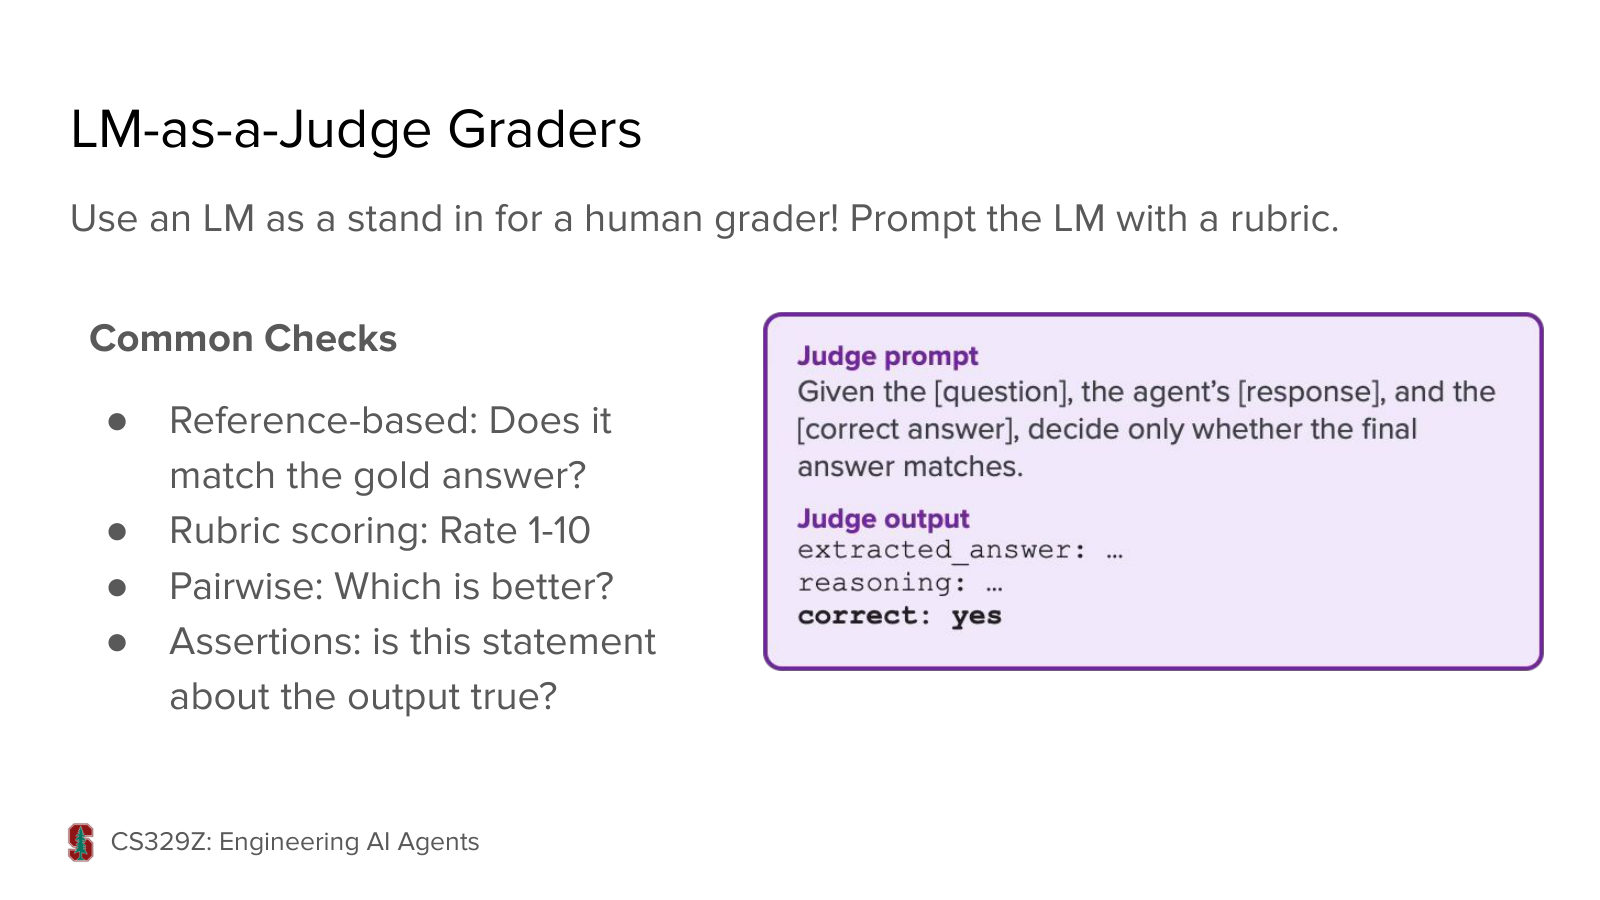 LM-as-a-Judge Graders
Use an LM as a stand in for a human grader! Prompt the LM with a rubric.
Common Checks
● Reference-based: Does it
match the gold answer?
● Rubric scoring: Rate 1-10
● Pairwise: Which is better?
● Assertions: is this statement
about the output true?
Judge prompt
Given the [question], the agent’s [response], and the
[correct answer], decide only whether the final
answer matches.
Judge output
extracted_answer: …
reasoning: …
correct: yes
CS329Z: Engineering AI Agents